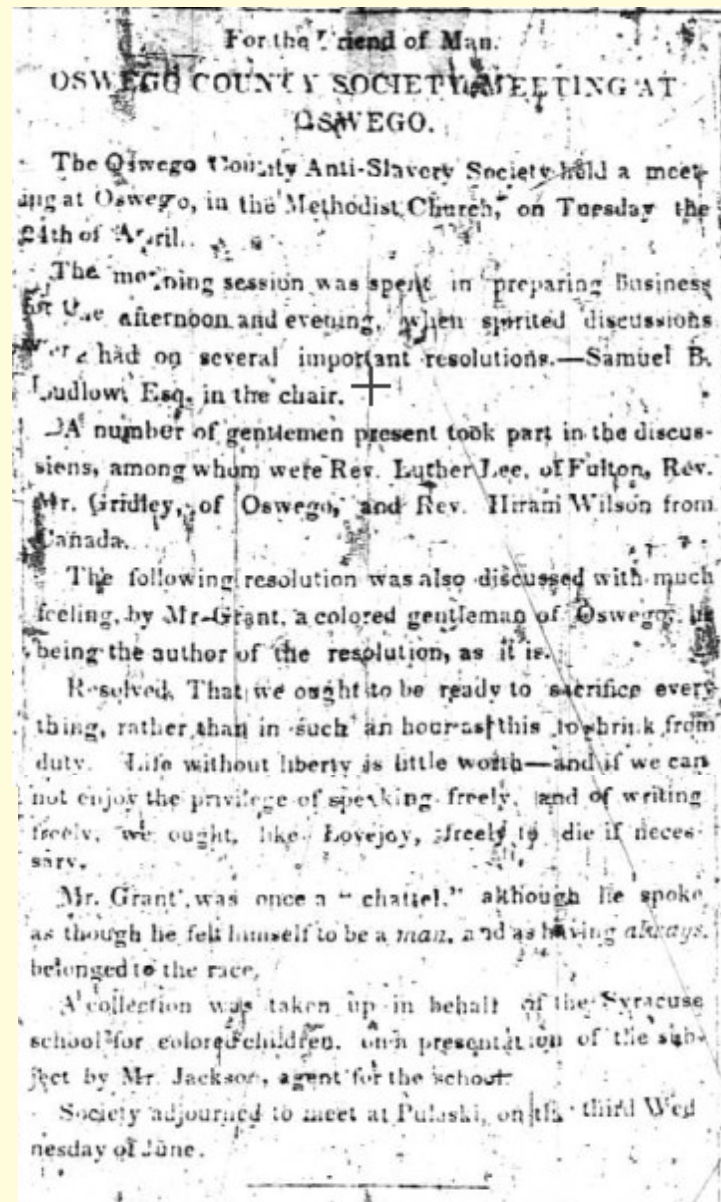 For the Friend of Man.
OSWEGO COUNTY SOCIETY MEETING AT
OSWEGO.
The Oswego County Anti-Slavery Society held a meet-
ing at Oswego, in the Methodist Church, on Tuesday the
24th of April.
The morning session was spent in preparing Business
for the afternoon and evening, when spirited discussions
were had on several important resolutions.—Samuel B.
Ludlow, Esq. in the chair.
A number of gentlemen present took part in the discus-
sions, among whom were Rev. Luther Lee, of Fulton, Rev.
Mr. Gridley, of Oswego, and Rev. Hiram Wilson from
Canada.
The following resolution was also discussed with much
feeling, by Mr. Grant, a colored gentleman of Oswego, he
being the author of the resolution, as it is.
Resolved, That we ought to be ready to sacrifice every
thing, rather than in such an hour as this to shrink from
duty. Life without liberty is little worth—and if we can
not enjoy the privilege of speaking freely, and of writing
freely, we ought, like Lovejoy, freely to die if neces-
sary.
Mr. Grant was once a "chattel," although he spoke
as though he felt himself to be a man, and as having always
belonged to the race.
A collection was taken up in behalf of the Syracuse
school for colored children, on a presentation of the sub-
ject by Mr. Jackson, agent for the school.
Society adjourned to meet at Pulaski, on the third Wed
nesday of June.